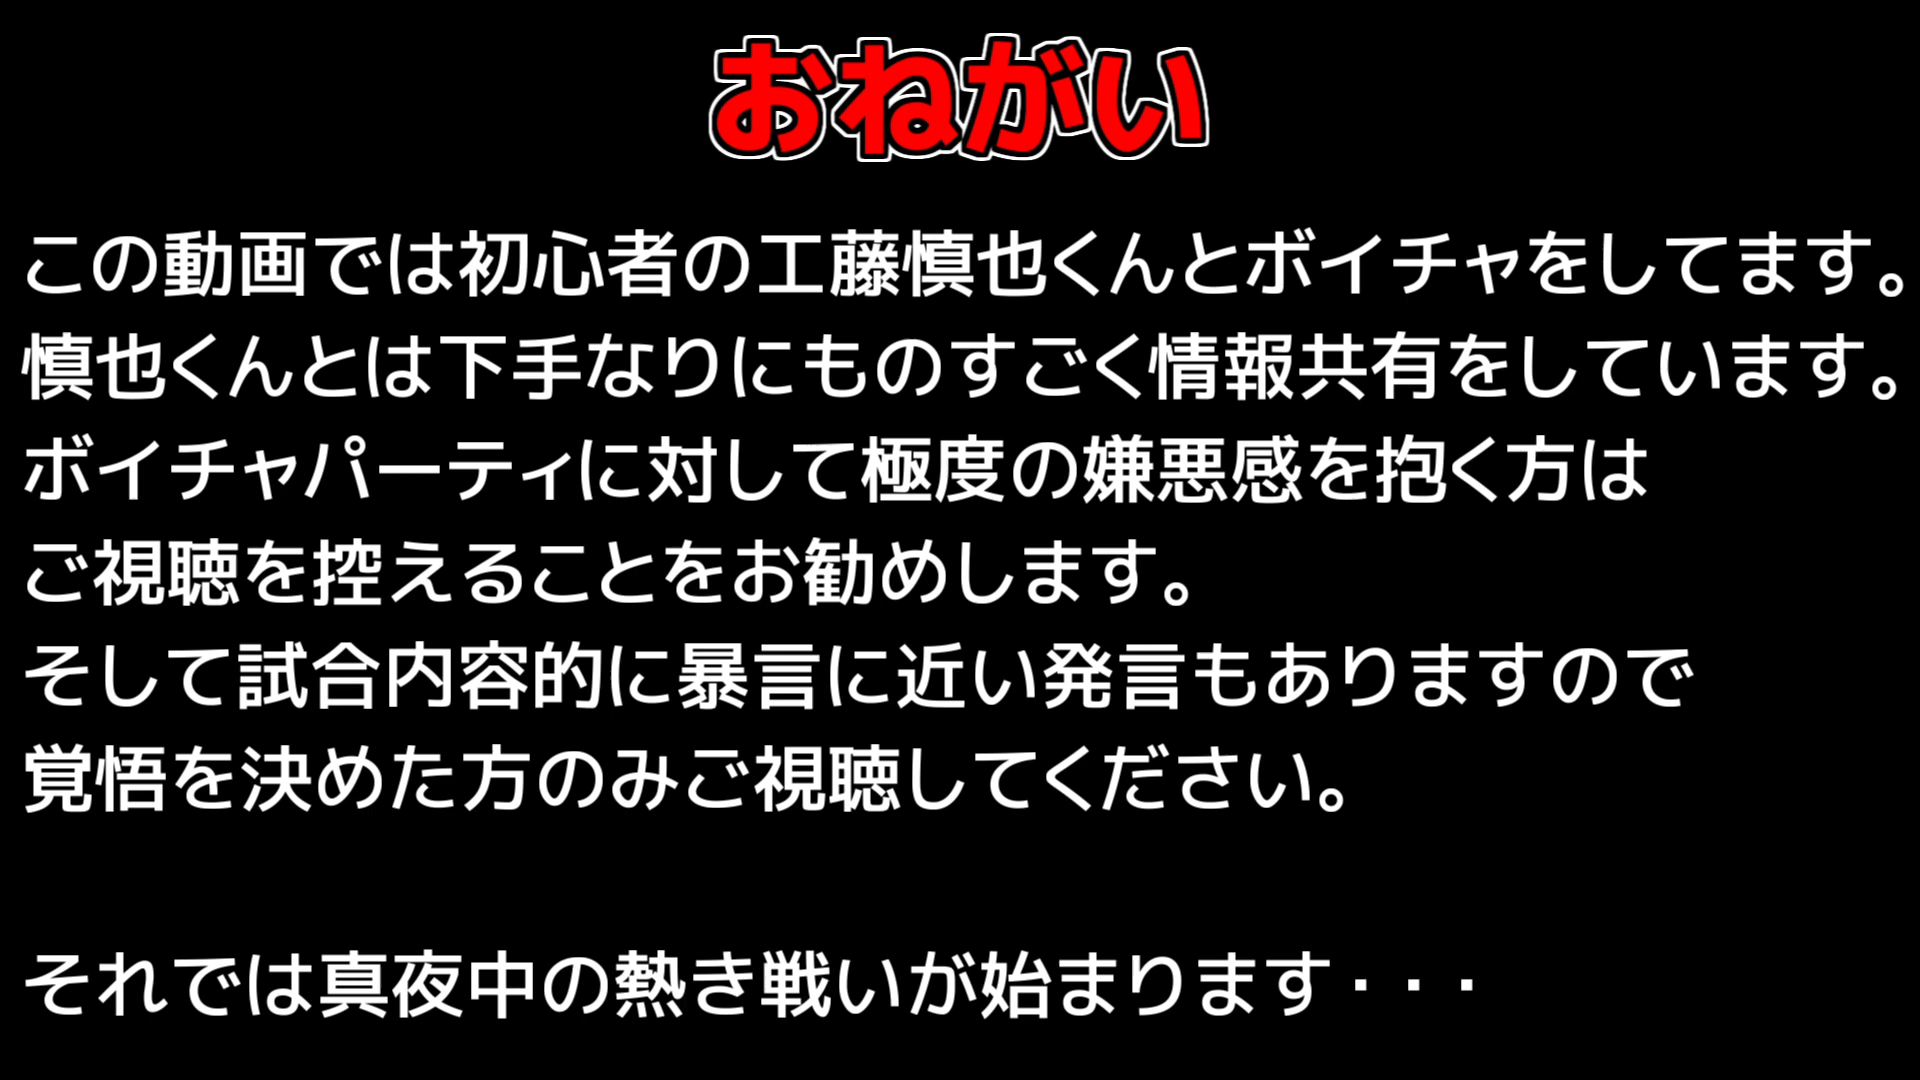 おねがい
この動画では初心者の工藤慎也くんとボイチャをしてます。
慎也くんとは下手なりにものすごく情報共有をしています。
ボイチャパーティに対して極度の嫌悪感を抱く方は
ご視聴を控えることをお勧めします。
そして試合内容的に暴言に近い発言もありますので
覚悟を決めた方のみご視聴してください。
それでは真夜中の熱き戦いが始まります・・・